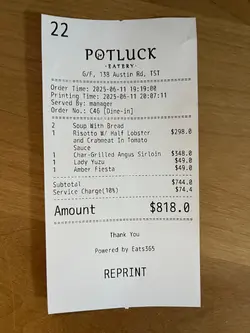 22
POTLUCK
·EATERY·
G/F, 138 Austin Rd, TST
Order Time: 2025-06-11 19:19:00
Printing Time: 2025-06-11 20:07:11
Served By: manager
Order No.: C46 [Dine-in]
2 Soup With Bread
1 Risotto W/ Half Lobster $298.0
and Crabmeat In Tomato
Sauce
1 Char-Grilled Angus Sirloin $348.0
1 Lady Yuzu $49.0
1 Amber Fiesta $49.0
Subtotal $744.0
Service Charge(10%) $74.4
Amount $818.0
Thank You
Powered by Eats365
REPRINT